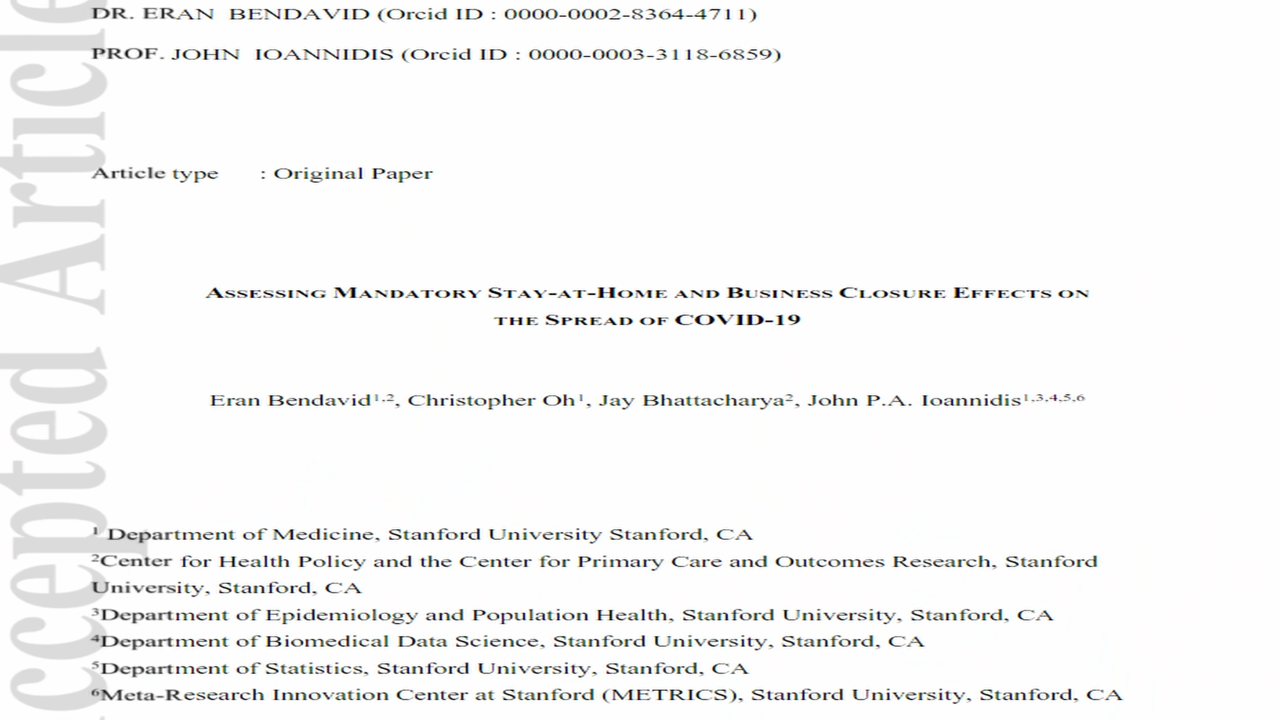 DR. ERAN BENDAVID (Orcid ID : 0000-0002-8364-4711)
PROF. JOHN IOANNIDIS (Orcid ID : 0000-0003-3118-6859)
Article type : Original Paper
ASSESSING MANDATORY STAY-AT-HOME AND BUSINESS CLOSURE EFFECTS ON
THE SPREAD OF COVID-19
Eran Bendavid¹,², Christopher Oh¹, Jay Bhattacharya², John P.A. Ioannidis¹,³,⁴,⁵,⁶
¹ Department of Medicine, Stanford University Stanford, CA
²Center for Health Policy and the Center for Primary Care and Outcomes Research, Stanford
University, Stanford, CA
³Department of Epidemiology and Population Health, Stanford University, Stanford, CA
⁴Department of Biomedical Data Science, Stanford University, Stanford, CA
⁵Department of Statistics, Stanford University, Stanford, CA
⁶Meta-Research Innovation Center at Stanford (METRICS), Stanford University, Stanford, CA
ccepted Article